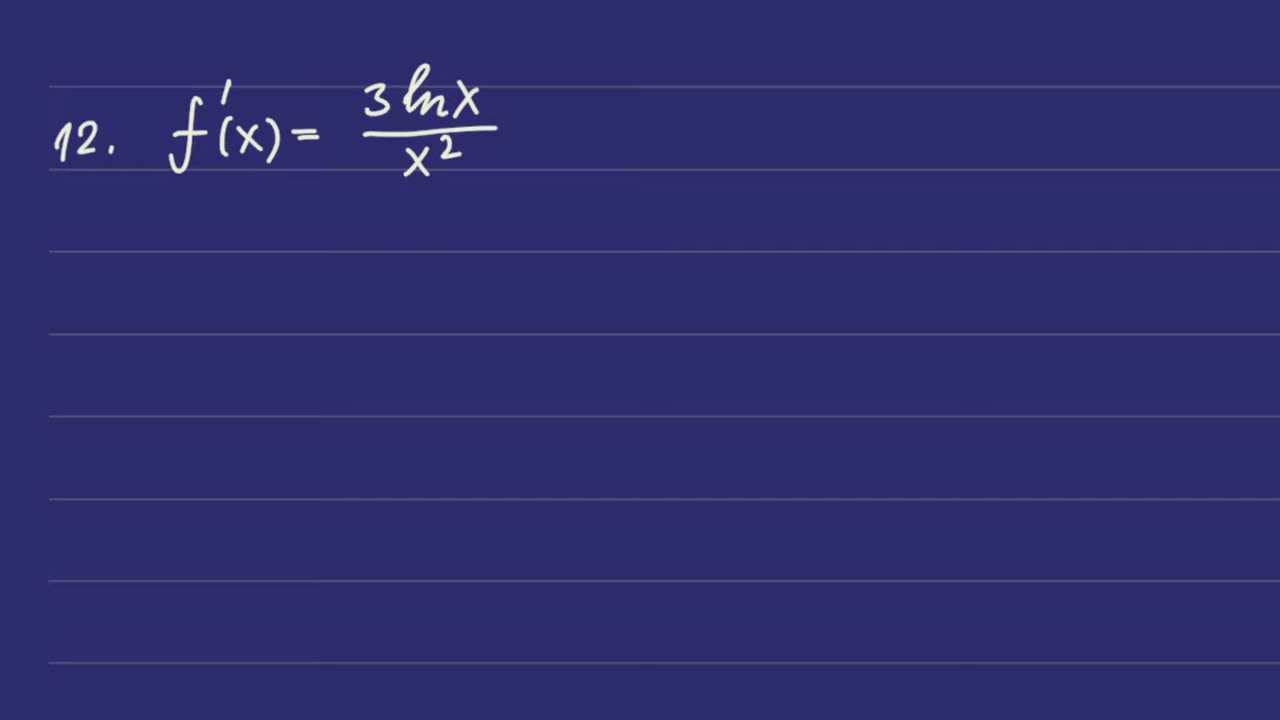 12. f'(x) = 3 ln x / x²